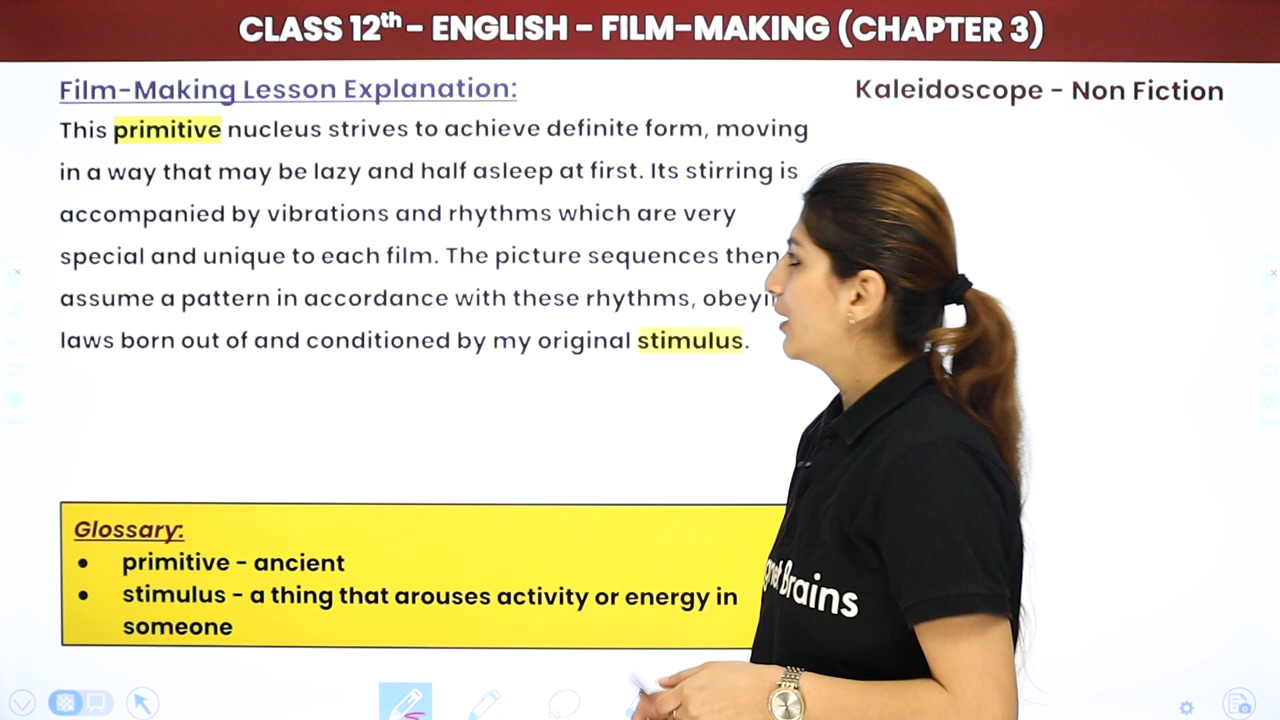 CLASS 12th - ENGLISH - FILM-MAKING (CHAPTER 3)
Film-Making Lesson Explanation:
Kaleidoscope - Non Fiction
This primitive nucleus strives to achieve definite form, moving
in a way that may be lazy and half asleep at first. Its stirring is
accompanied by vibrations and rhythms which are very
special and unique to each film. The picture sequences then
assume a pattern in accordance with these rhythms,
laws born out of and conditioned by my original stimulus.
Glossary:
• primitive - ancient
• stimulus - a thing that arouses activity or energy in
someone
Brains